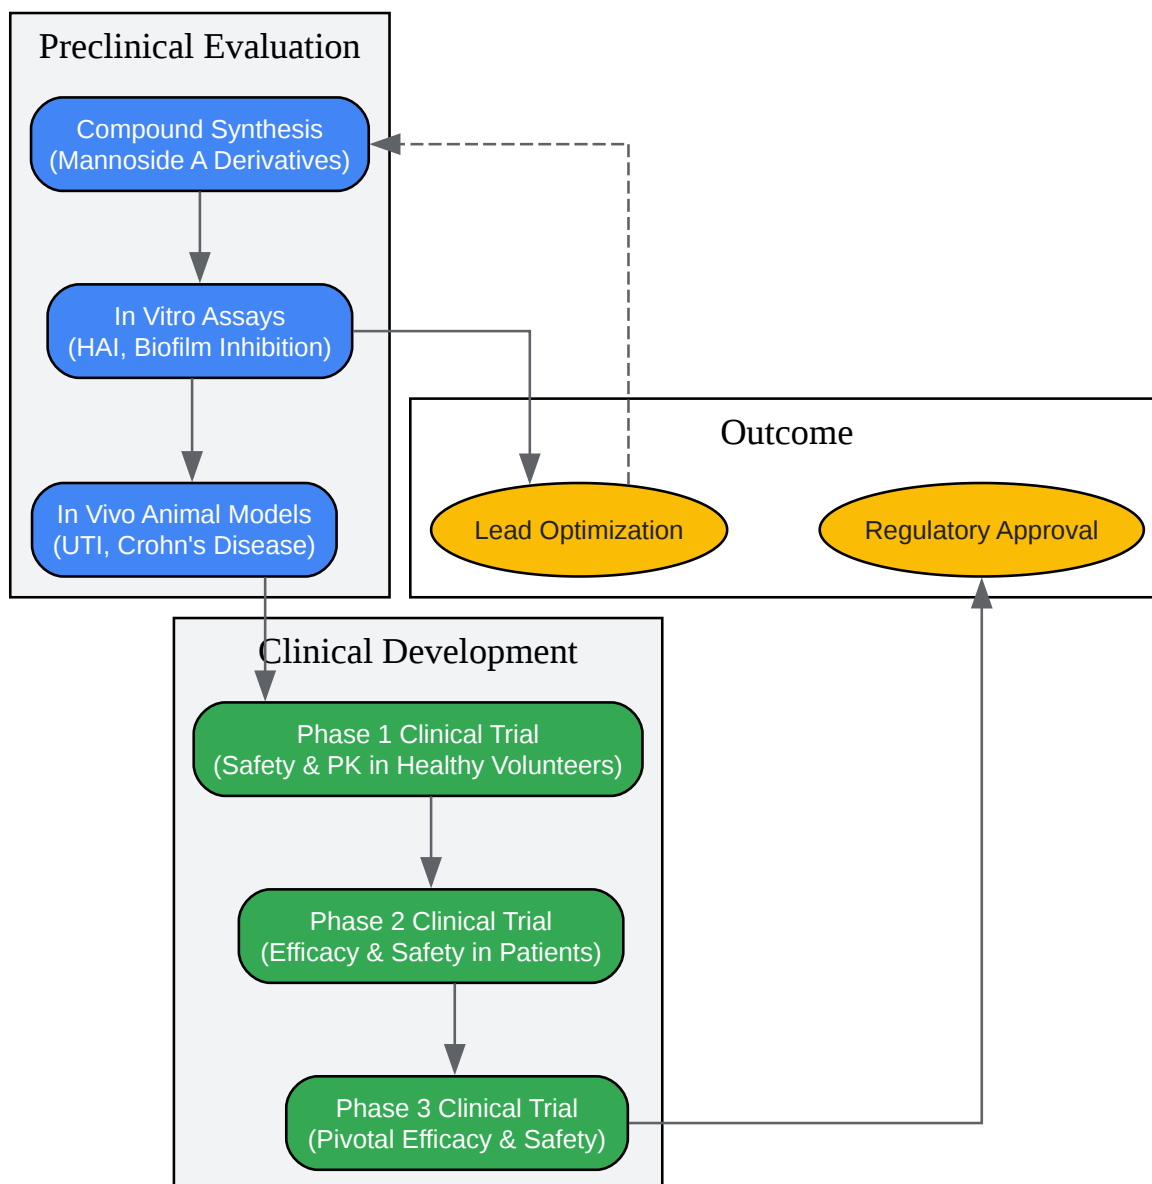 Preclinical Evaluation
Compound Synthesis
(Mannoside A Derivatives)
In Vitro Assays
(HAI, Biofilm Inhibition)
In Vivo Animal Models
(UTI, Crohn's Disease)
Outcome
Lead Optimization
Regulatory Approval
Clinical Development
Phase 1 Clinical Trial
(Safety & PK in Healthy Volunteers)
Phase 2 Clinical Trial
(Efficacy & Safety in Patients)
Phase 3 Clinical Trial
(Pivotal Efficacy & Safety)